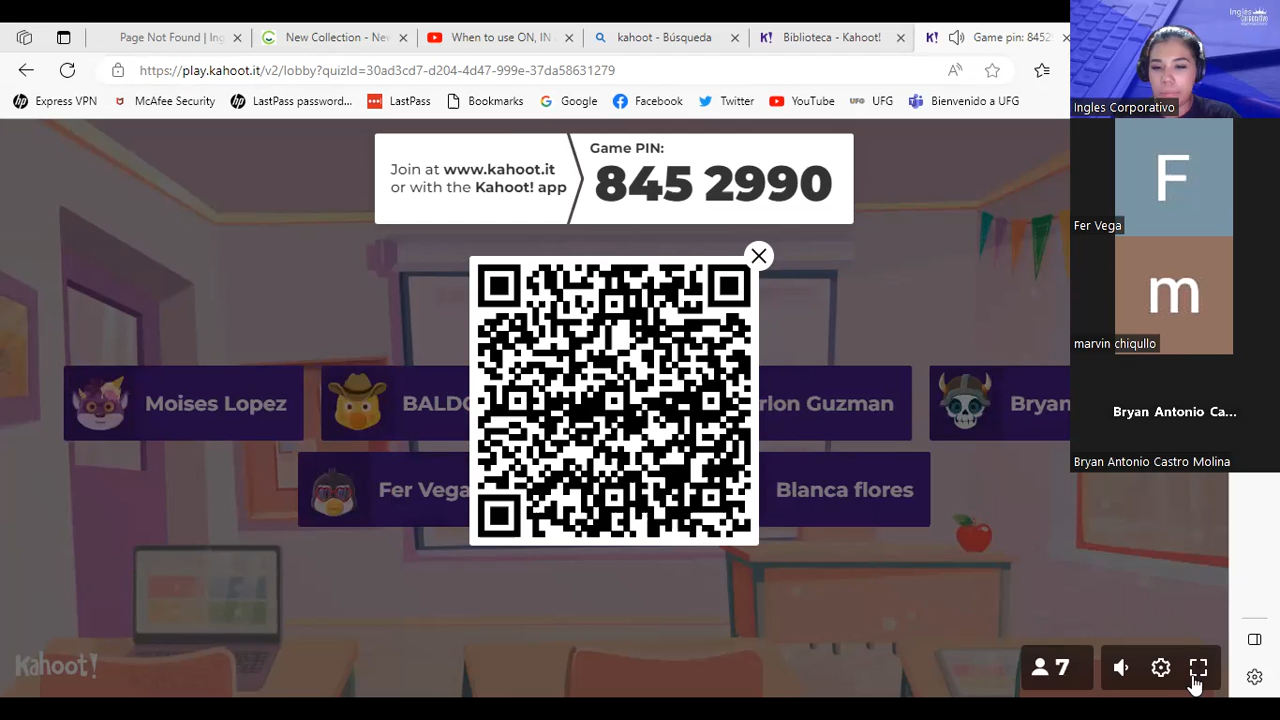 Page Not Found | Ing
New Collection - Nev
When to use ON, IN
kahoot - Búsqueda
Biblioteca - Kahoot!
K!
Game pin: 8452
https://play.kahoot.it/v2/lobby?quizId=30ad3cd7-d204-4d47-999e-37da58631279
Express VPN
McAfee Security
LastPass password...
LastPass
Bookmarks
Google
Facebook
Twitter
YouTube
UFG
Bienvenido a UFG
Join at www.kahoot.it
or with the Kahoot! app
Game PIN:
845 2990
Moises Lopez
BALDO
rlon Guzman
Bryan
Fer Vega
Blanca flores
Kahoot!
7
Ingles
Ingles Corporativo
F
Fer Vega
m
marvin chiqullo
Bryan Antonio Ca...
Bryan Antonio Castro Molina